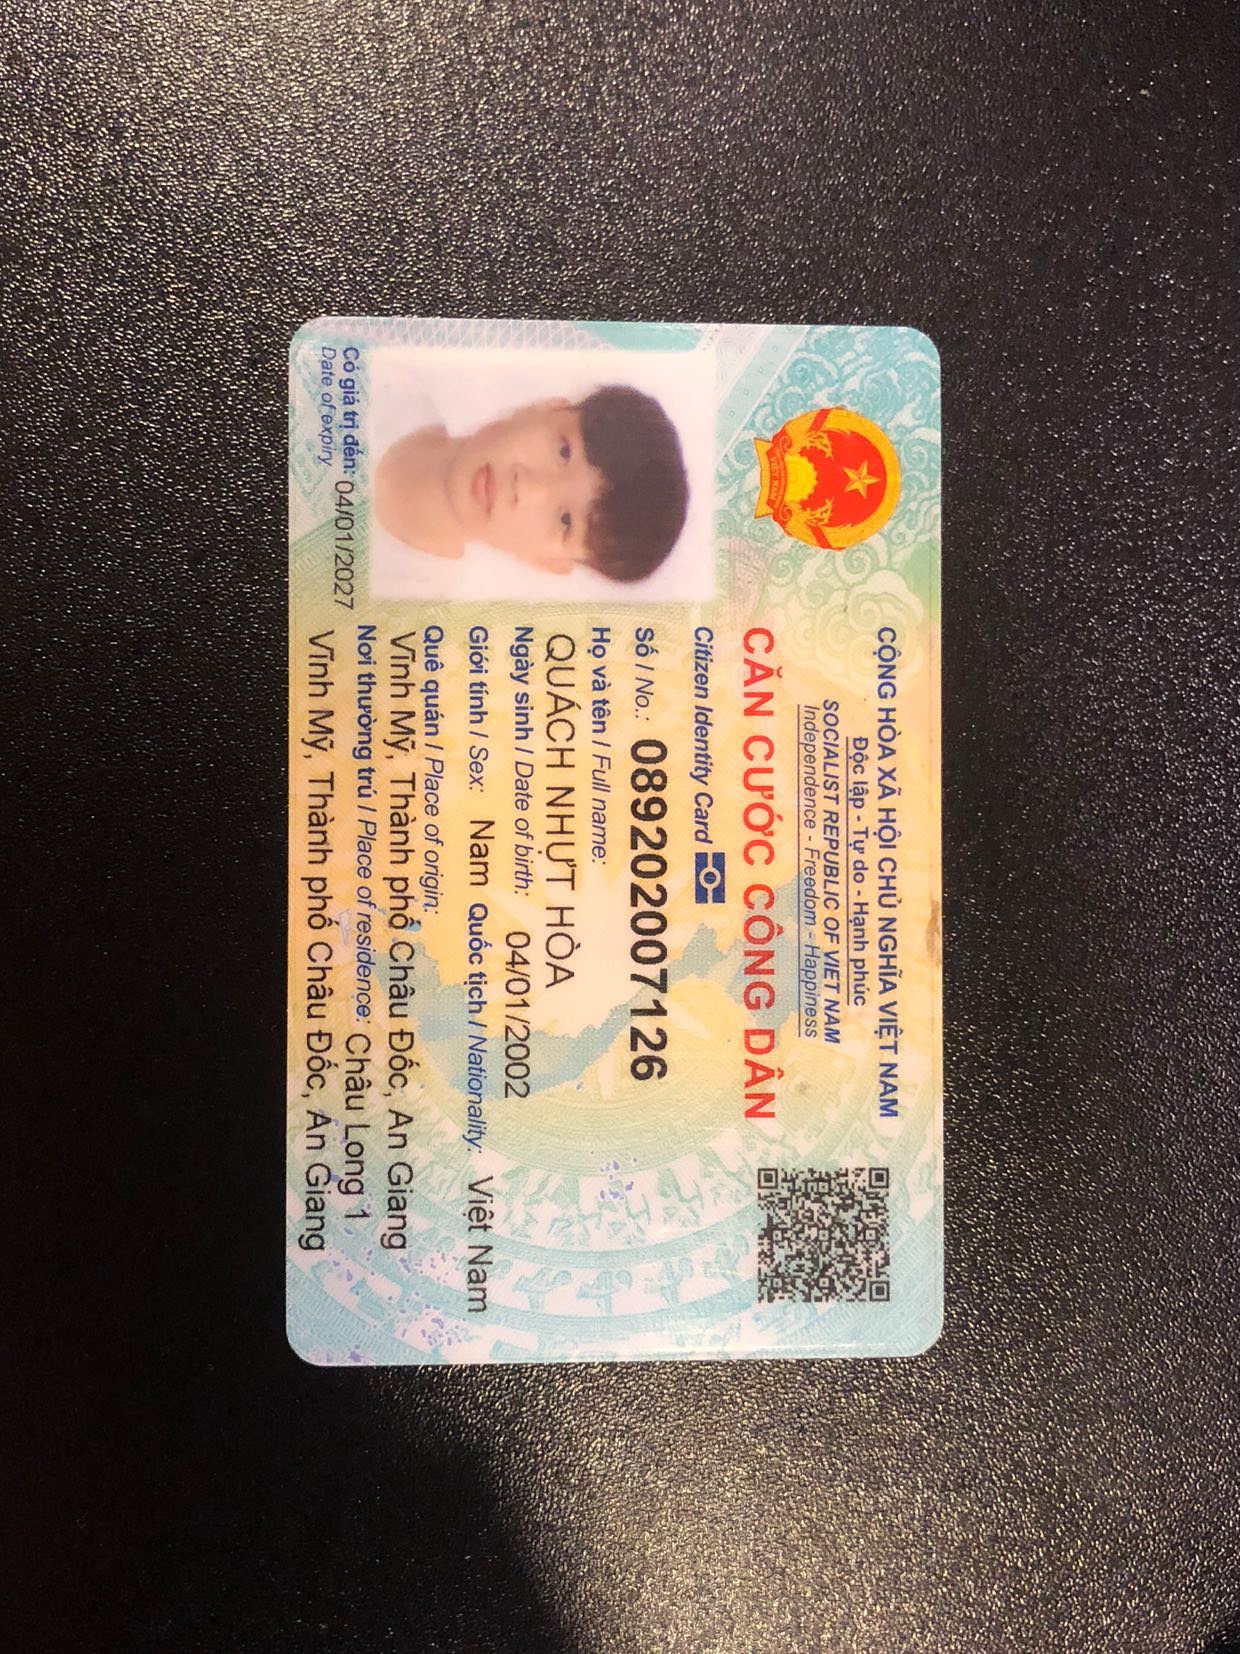 CỘNG HÒA XÃ HỘI CHỦ NGHĨA VIỆT NAM
Độc lập - Tự do - Hạnh phúc
SOCIALIST REPUBLIC OF VIET NAM
Independence - Freedom - Happiness
CĂN CƯỚC CÔNG DÂN
Citizen Identity Card
Số / No.: 089202007126
Họ và tên / Full name:
QUÁCH NHỰT HÒA
Ngày sinh / Date of birth: 04/01/2002
Giới tính / Sex: Nam Quốc tịch / Nationality: Việt Nam
Quê quán / Place of origin:
Vĩnh Mỹ, Thành phố Châu Đốc, An Giang
Nơi thường trú / Place of residence: Châu Long 1
Vĩnh Mỹ, Thành phố Châu Đốc, An Giang
Có giá trị đến: 04/01/2027
Date of expiry
VIỆT NAM